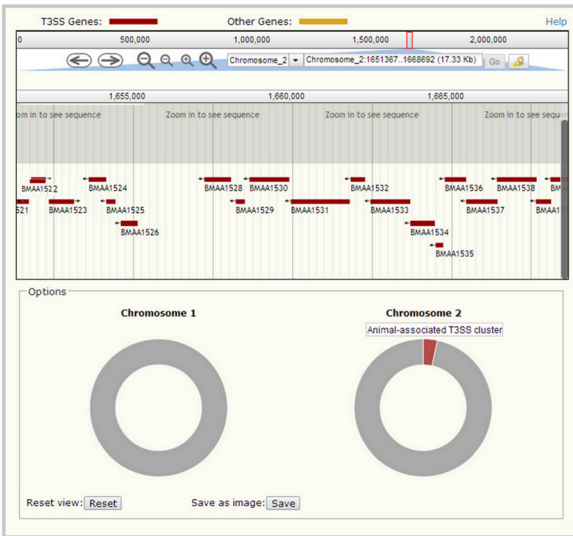 T3SS Genes: Other Genes: Help
0 500,000 1,000,000 1,500,000 2,000,000
Chromosome_2 Chromosome_2:1651367..1668692 (17.33 Kb) Go
1,655,000 1,660,000 1,665,000
om in to see sequence Zoom in to see sequence Zoom in to see sequence Zoom in to see sequ
BMAA1522 BMAA1524 BMAA1528 BMAA1530 BMAA1532 BMAA1536 BMAA1538
521 BMAA1523 BMAA1525 BMAA1529 BMAA1531 BMAA1533 BMAA1537
BMAA1526 BMAA1534
BMAA1535
Options
Chromosome 1 Chromosome 2
Animal-associated T3SS cluster
Reset view: Reset Save as image: Save